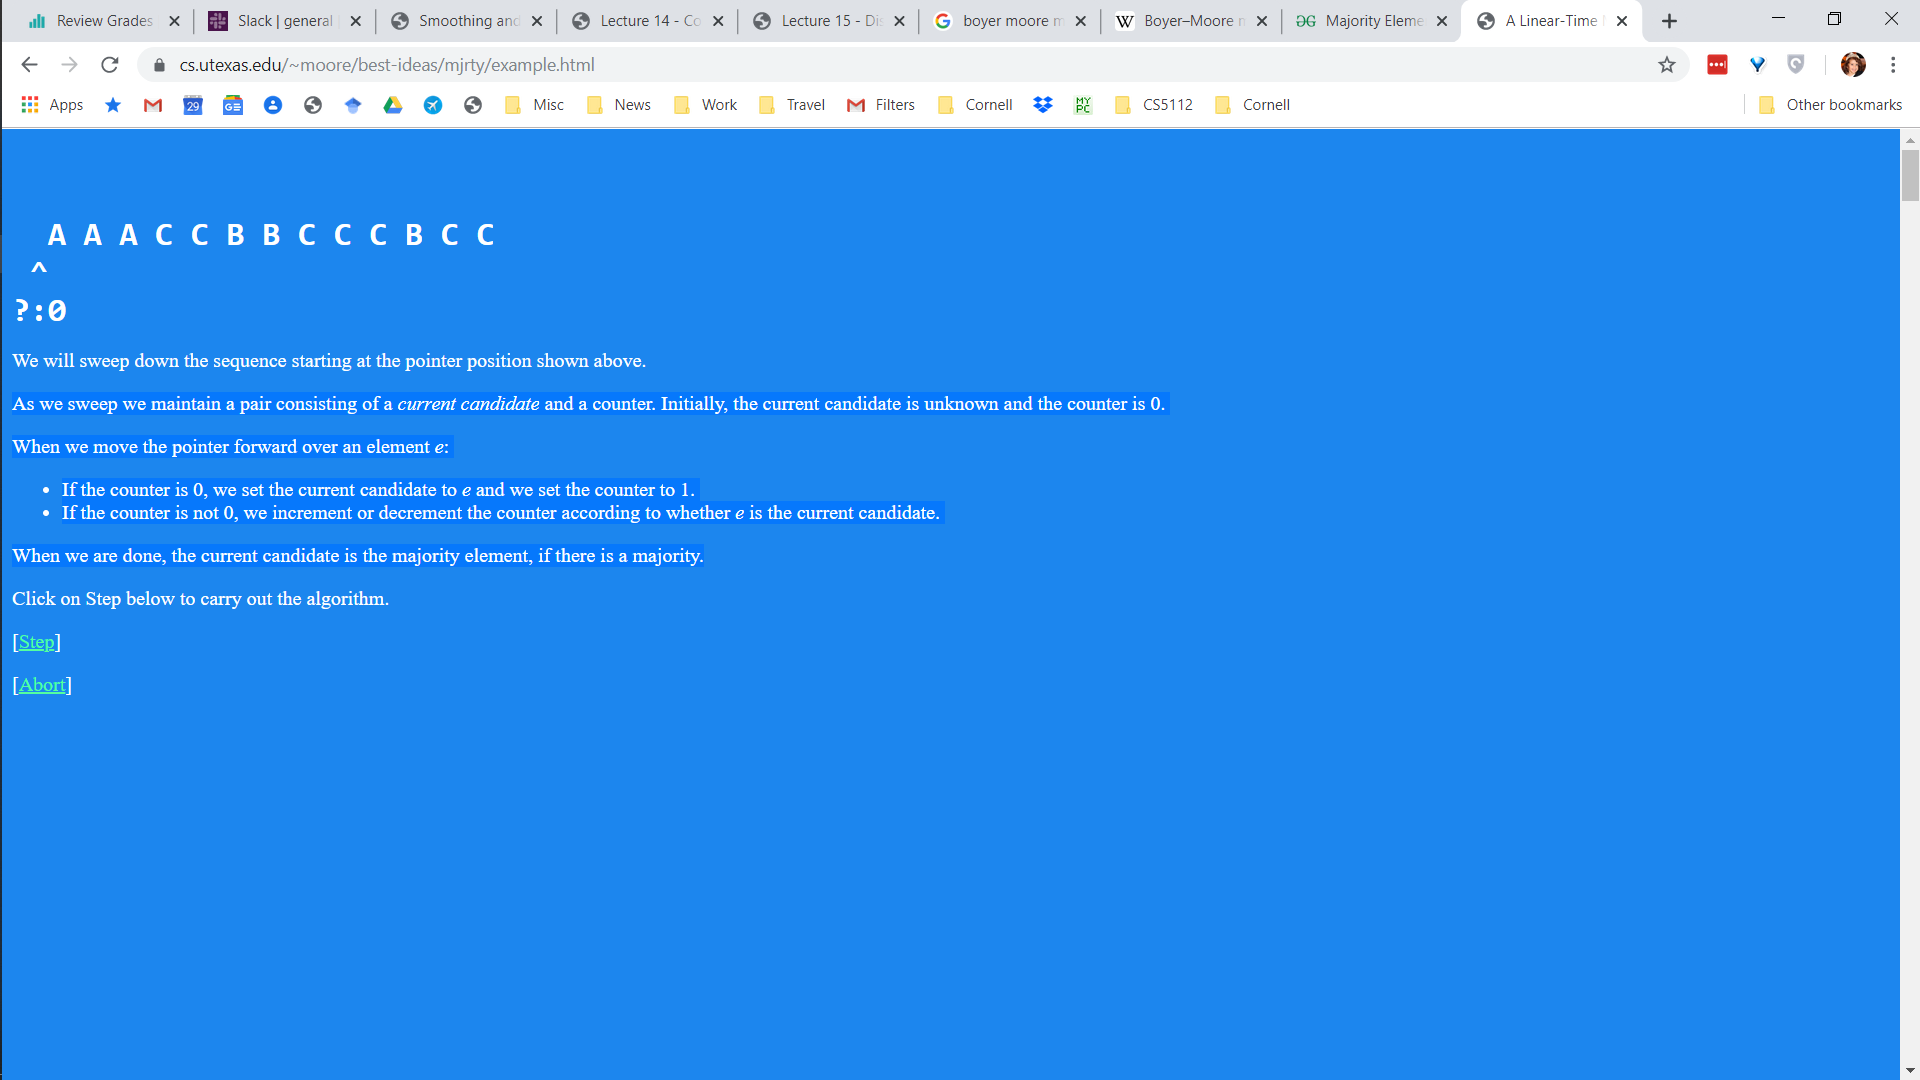 Review Grades
Slack | general
Smoothing and
Lecture 14 - Co
Lecture 15 - Dis
boyer moore m
Boyer–Moore m
Majority Eleme
A Linear-Time
cs.utexas.edu/~moore/best-ideas/mjrty/example.html
Apps
29
Misc
News
Work
Travel
Filters
Cornell
MY PC
CS5112
Cornell
Other bookmarks
A A A C C B B C C C B C C
^
?:0
We will sweep down the sequence starting at the pointer position shown above.
As we sweep we maintain a pair consisting of a current candidate and a counter. Initially, the current candidate is unknown and the counter is 0.
When we move the pointer forward over an element e:
• If the counter is 0, we set the current candidate to e and we set the counter to 1.
• If the counter is not 0, we increment or decrement the counter according to whether e is the current candidate.
When we are done, the current candidate is the majority element, if there is a majority.
Click on Step below to carry out the algorithm.
[Step]
[Abort]